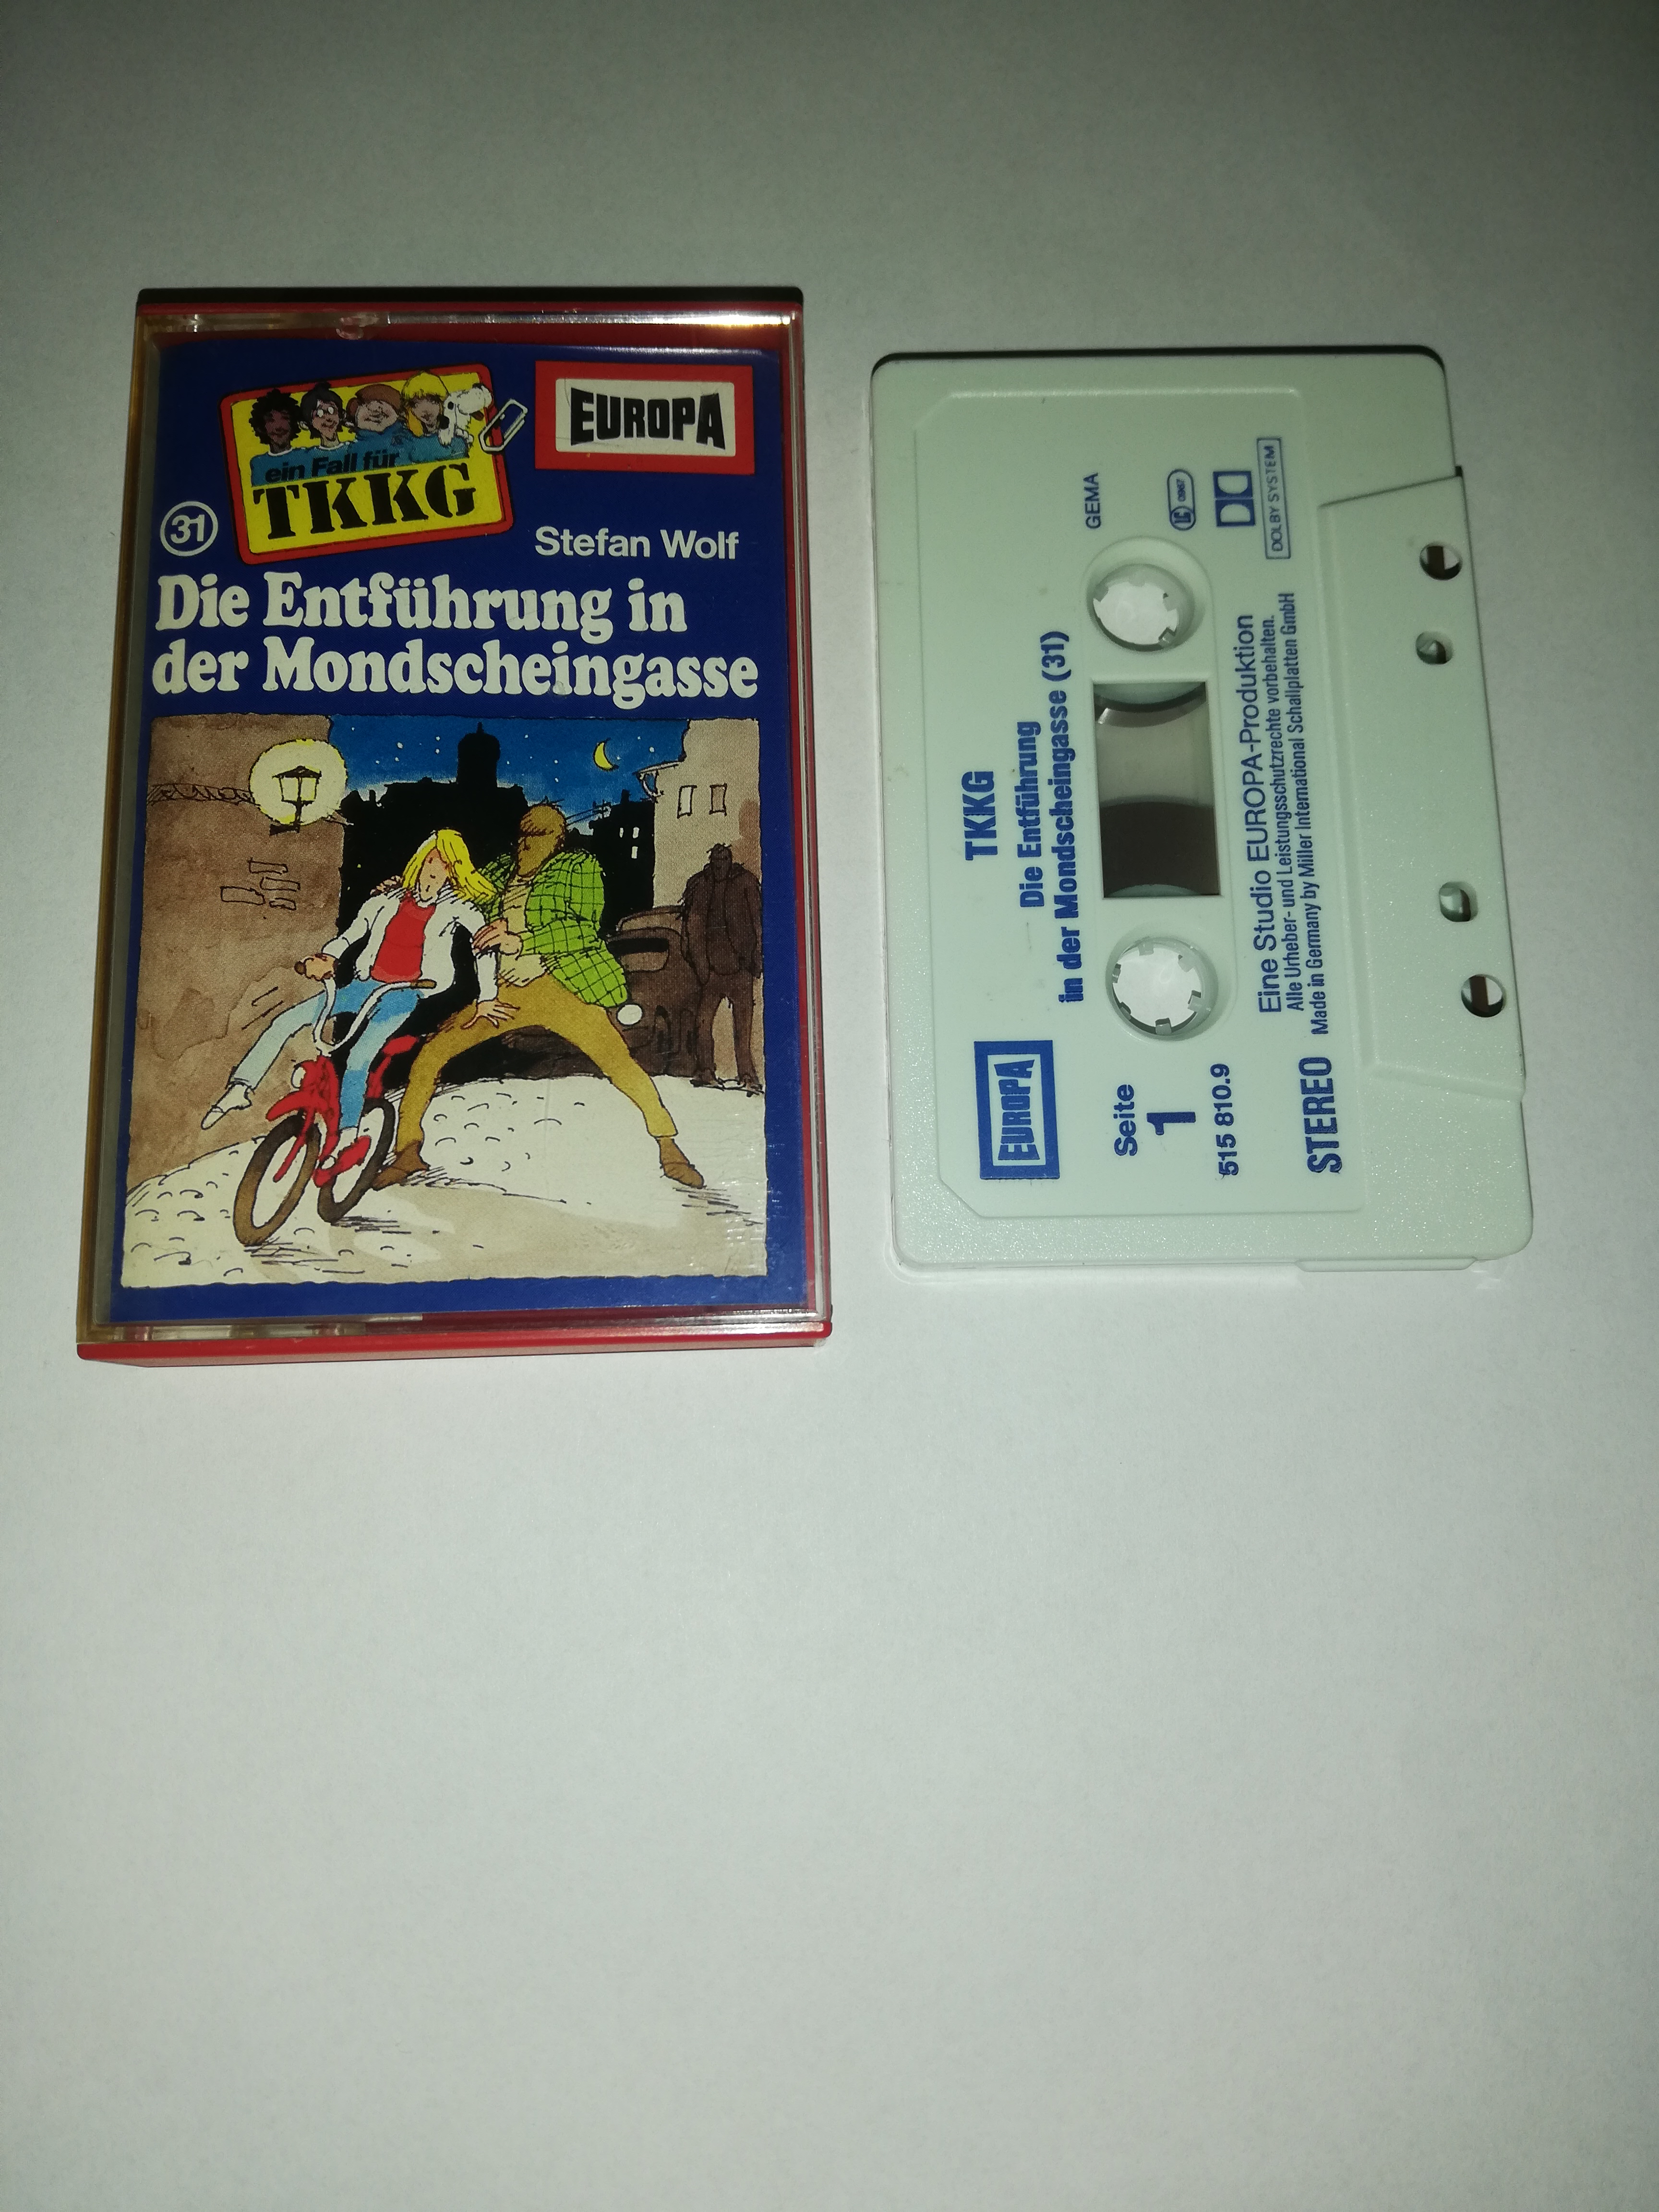 ein Fall für
TKKG
EUROPA
31
Stefan Wolf
Die Entführung in
der Mondscheingasse
TKKG
Die Entführung
in der Mondscheingasse (31)
EUROPA
Seite
1
515 810.9
STEREO
GEMA
LC 0967
DOLBY SYSTEM
Eine Studio EUROPA-Produktion
Alle Urheber- und Leistungsschutzrechte vorbehalten.
Made in Germany by Miller International Schallplatten GmbH